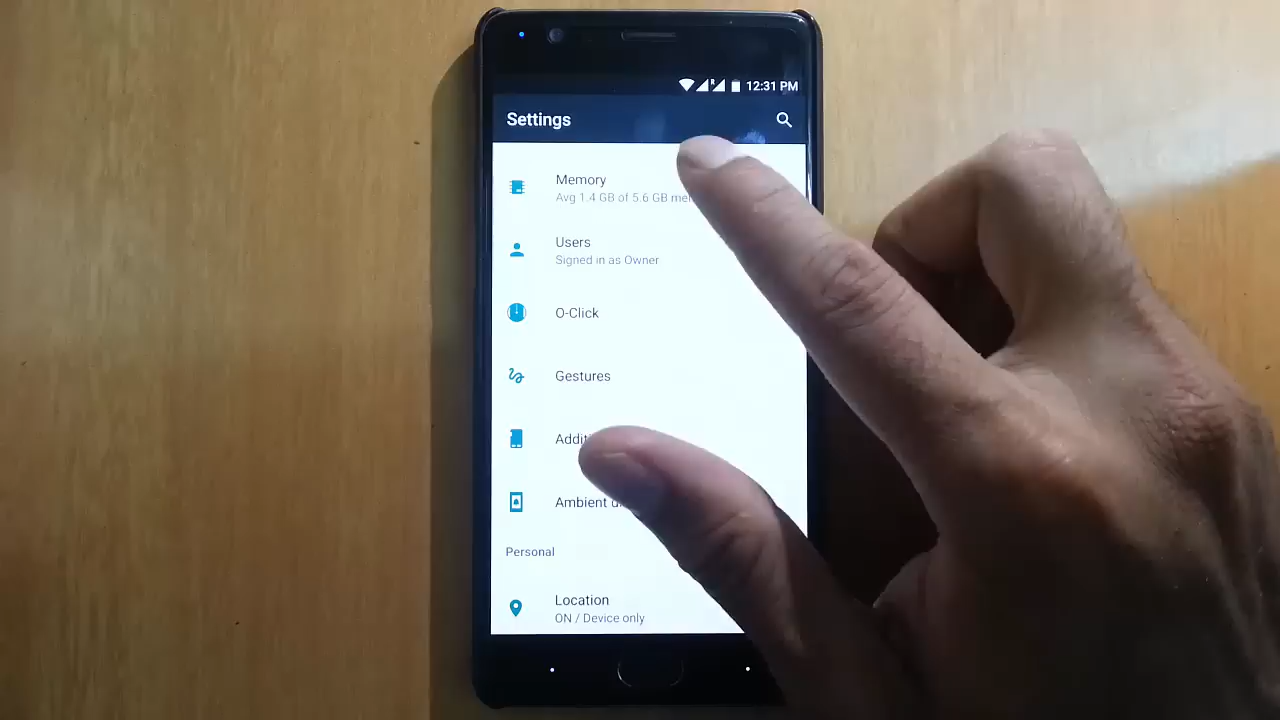 12:31 PM
Settings
Memory
Avg 1.4 GB of 5.6 GB
Users
Signed in as Owner
O-Click
Gestures
Ambient
Personal
Location
ON / Device only